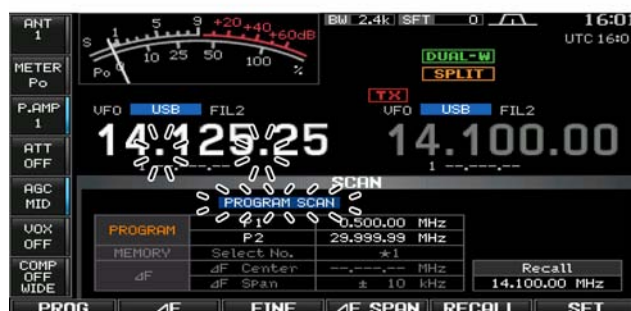 ANT 1
METER Po
P.AMP 1
ATT OFF
AGC MID
VOX OFF
COMP OFF WIDE
S 1 5 9 +20 +40 +60dB
Po 0 10 25 50 100 %
BW 2.4k SFT 0
16:0
UTC 16:0
DUAL-W
SPLIT
TX
VFO USB FIL2
VFO USB FIL2
14.125.25
14.100.00
1 --.---.--
1 --.---.--
SCAN
PROGRAM SCAN
PROGRAM P1 0.500.00 MHz
P2 29.999.99 MHz
MEMORY Select No. ★1
ΔF ΔF Center --.---.-- MHz
ΔF Span ± 10 kHz
Recall
14.100.00 MHz
PROG ΔF FINE ΔF SPAN RECALL SET